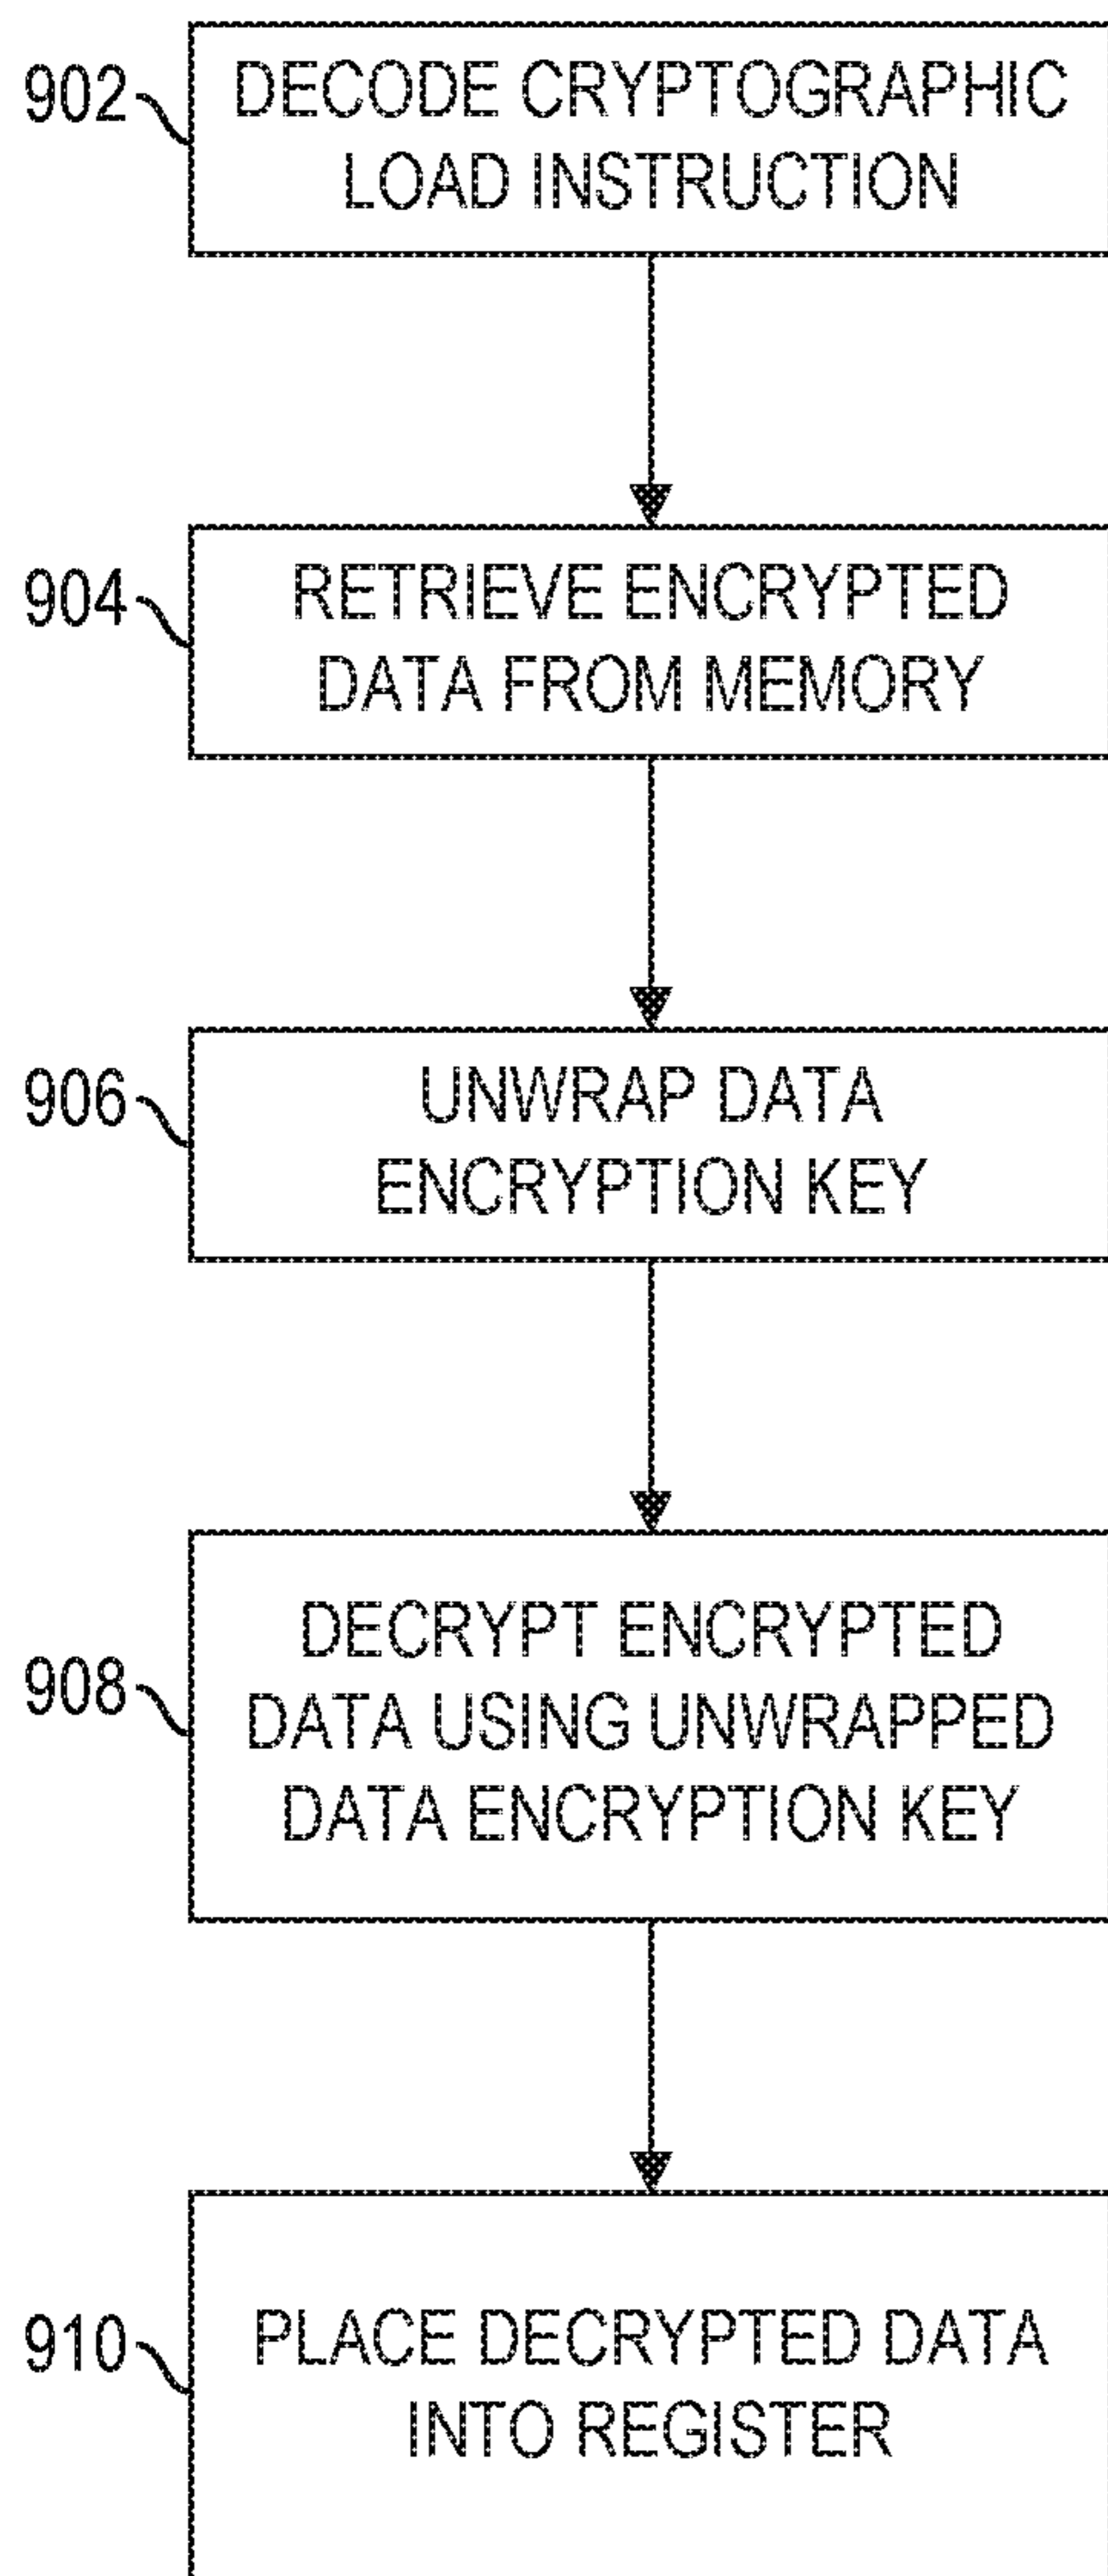 902
DECODE CRYPTOGRAPHIC
LOAD INSTRUCTION
904
RETRIEVE ENCRYPTED
DATA FROM MEMORY
906
UNWRAP DATA
ENCRYPTION KEY
908
DECRYPT ENCRYPTED
DATA USING UNWRAPPED
DATA ENCRYPTION KEY
910
PLACE DECRYPTED DATA
INTO REGISTER